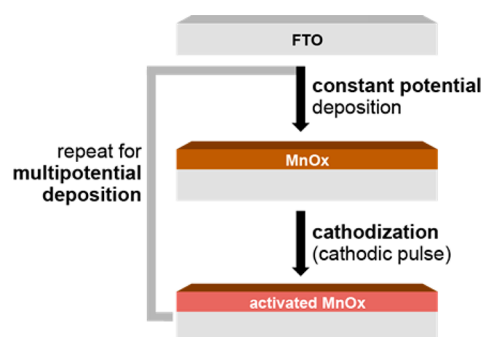 FTO
constant potential
deposition
repeat for
multipotential
deposition
MnOx
cathodization
(cathodic pulse)
activated MnOx